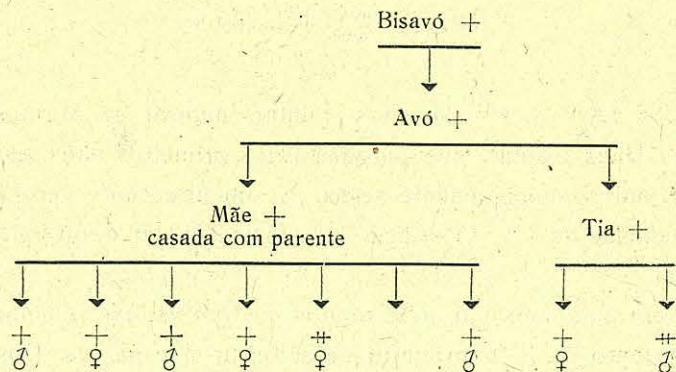 Bisavó +
Avó +
Mãe +
casada com parente
Tia +
+ + + + ++ + + ++
♂ ♀ ♂ ♀ ♀ ♂ ♀ ♂